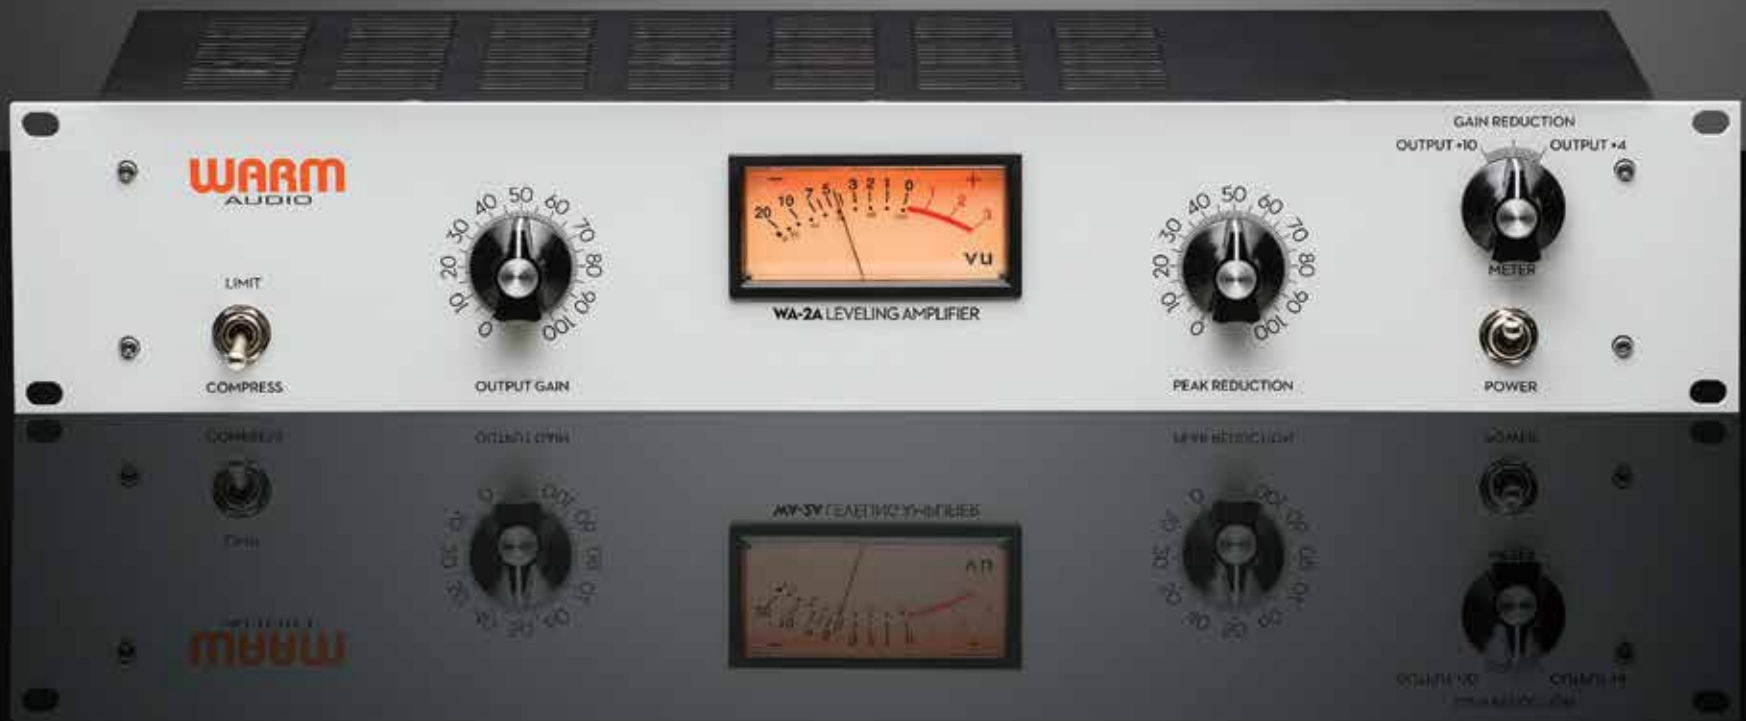 WARM
AUDIO
LIMIT
COMPRESS
0 10 20 30 40 50 60 70 80 90 100
OUTPUT GAIN
- +
20 10 7 5 3 2 1 0 1 2 3
VU
WA-2A LEVELING AMPLIFIER
0 10 20 30 40 50 60 70 80 90 100
PEAK REDUCTION
GAIN REDUCTION
OUTPUT +10 OUTPUT +4
METER
POWER